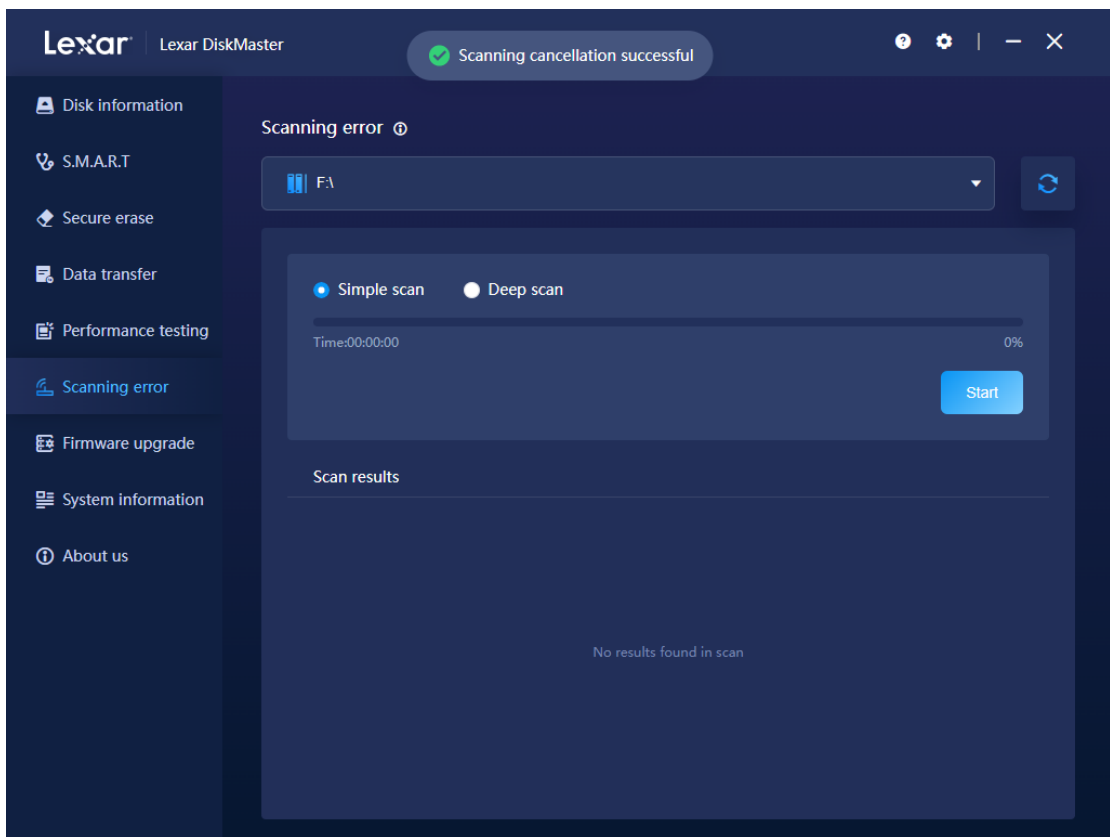 Lexar
Lexar DiskMaster
Scanning cancellation successful
Disk information
S.M.A.R.T
Secure erase
Data transfer
Performance testing
Scanning error
Firmware upgrade
System information
About us
Scanning error
F:\
Simple scan
Deep scan
Time:00:00:00
0%
Start
Scan results
No results found in scan